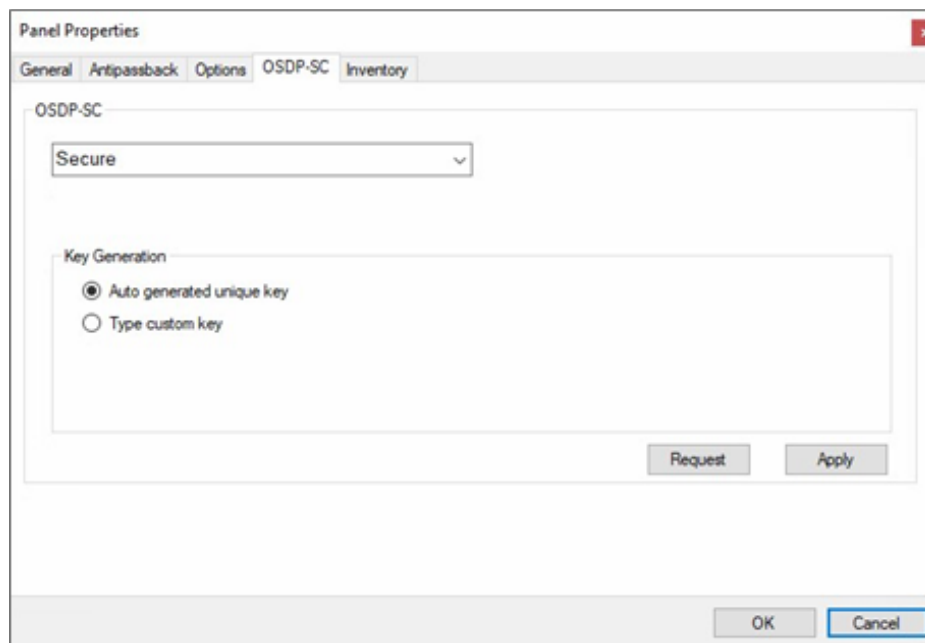 Panel Properties
General Antipassback Options OSDP-SC Inventory
OSDP-SC
Secure
Key Generation
Auto generated unique key
Type custom key
Request Apply
OK Cancel